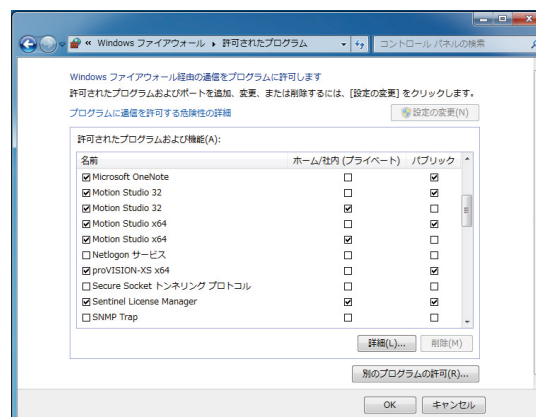 « Windows ファイアウォール ▸ 許可されたプログラム
コントロール パネルの検索
Windows ファイアウォール経由の通信をプログラムに許可します
許可されたプログラムおよびポートを追加、変更、または削除するには、[設定の変更] をクリックします。
プログラムに通信を許可する危険性の詳細
設定の変更(N)
許可されたプログラムおよび機能(A):
名前 ホーム/社内 (プライベート) パブリック
Microsoft OneNote
Motion Studio 32
Motion Studio 32
Motion Studio x64
Motion Studio x64
Netlogon サービス
proVISION-XS x64
Secure Socket トンネリング プロトコル
Sentinel License Manager
SNMP Trap
詳細(L)... 削除(M)
別のプログラムの許可(R)...
OK キャンセル